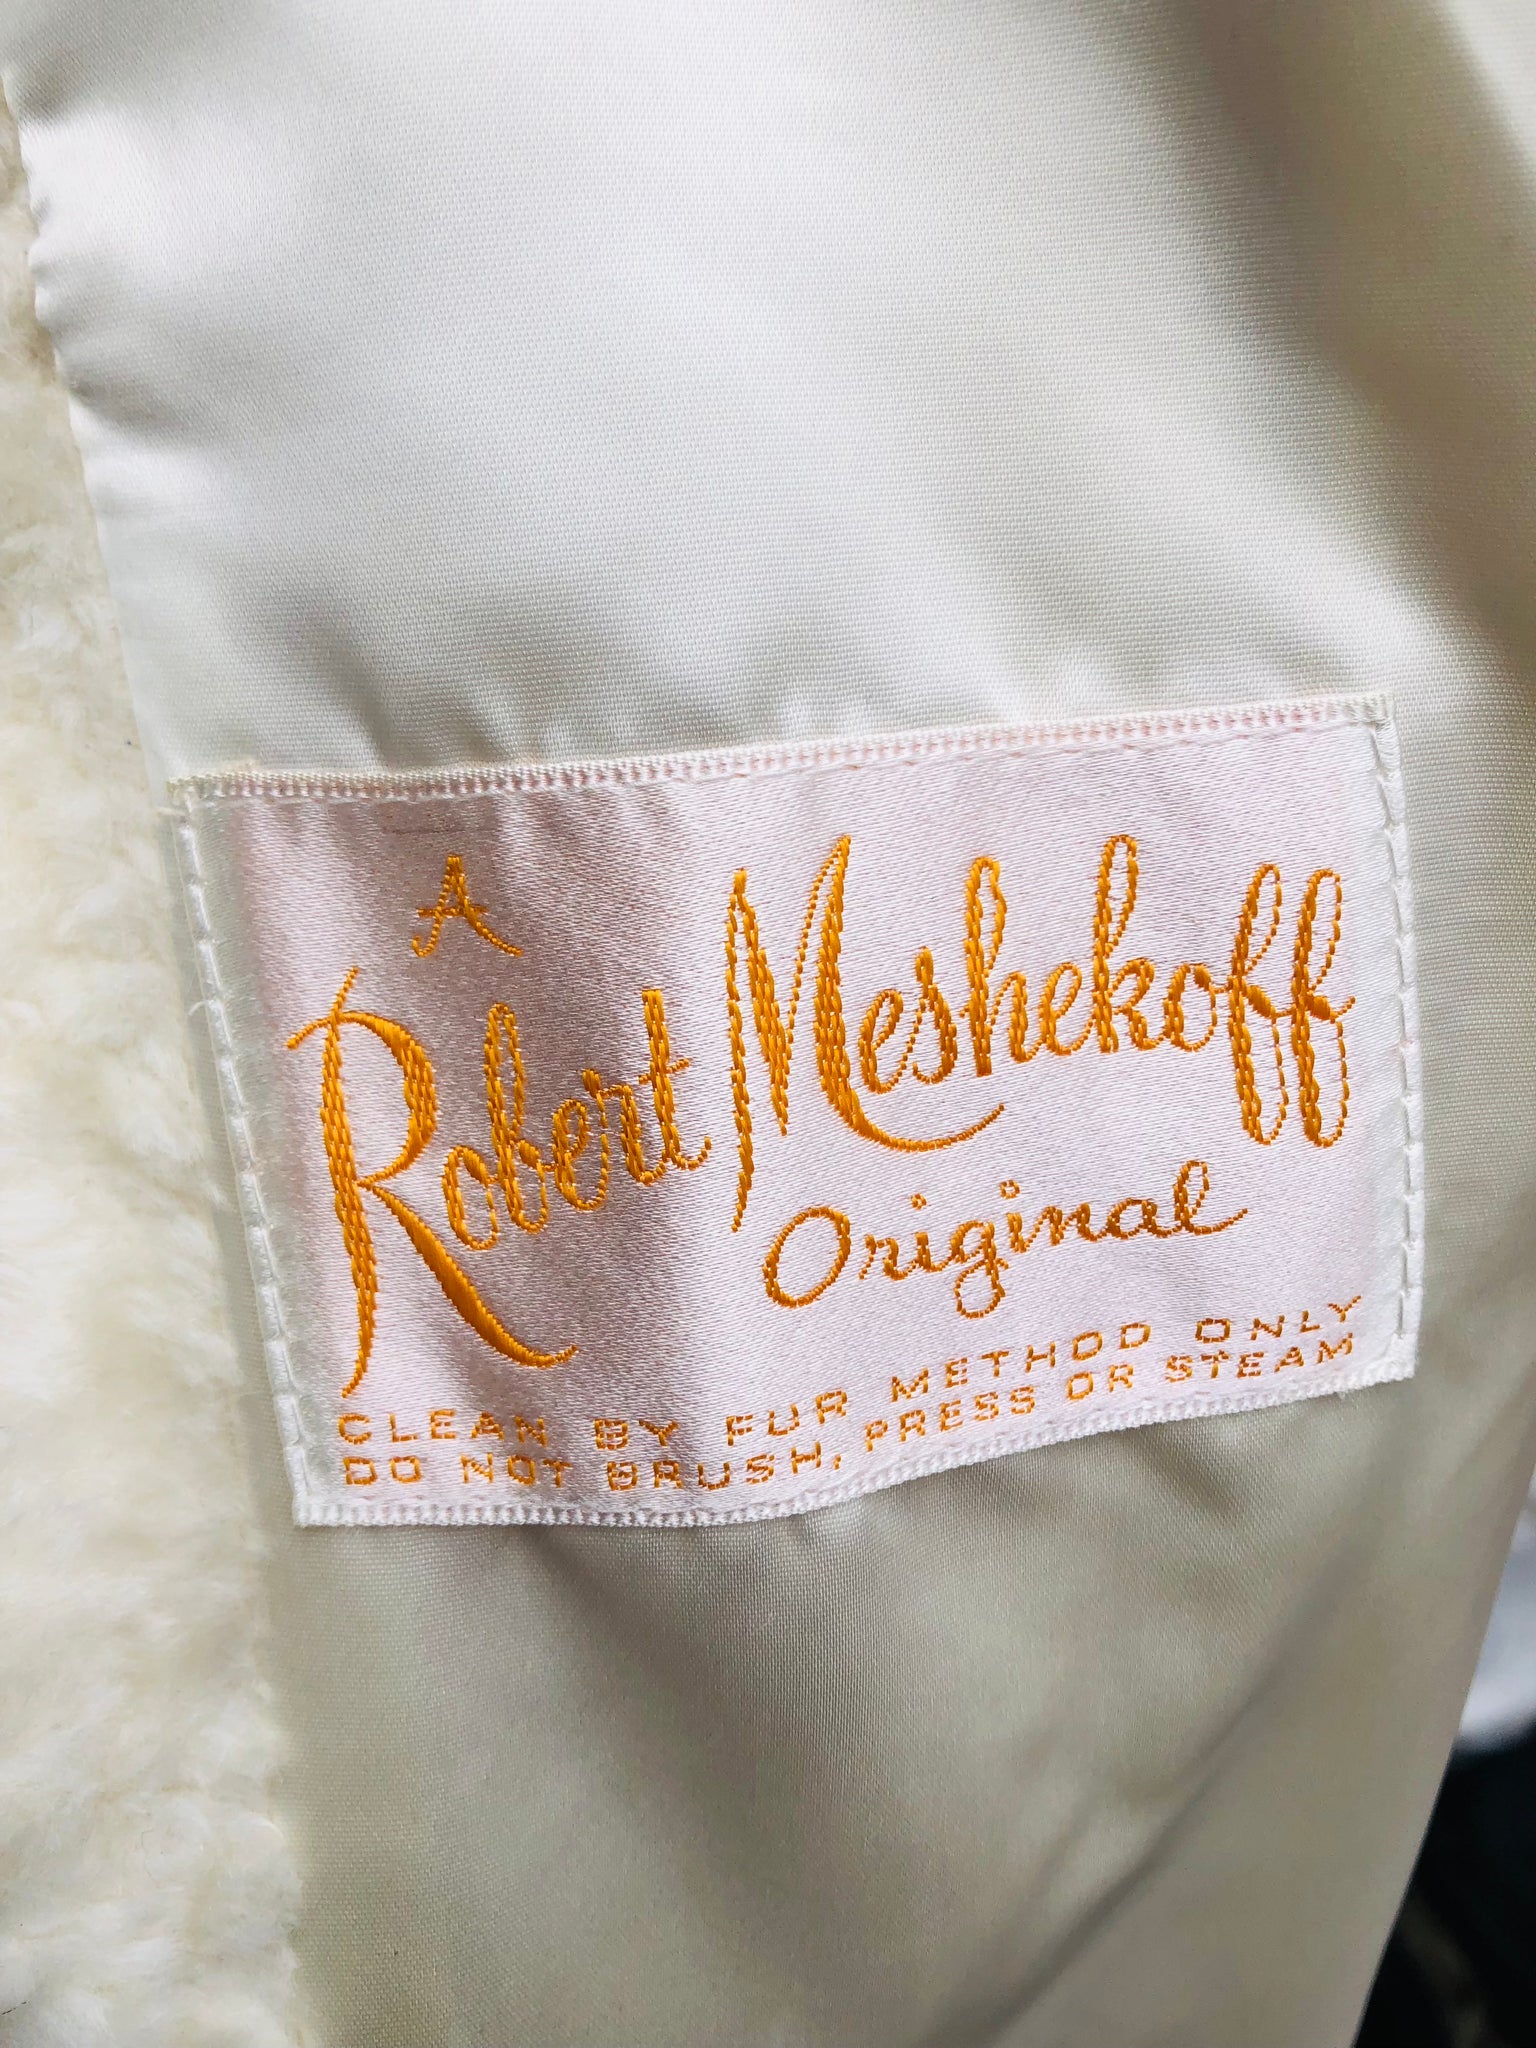 A
Robert Meshekoff
Original
CLEAN BY FUR METHOD ONLY
DO NOT BRUSH, PRESS OR STEAM